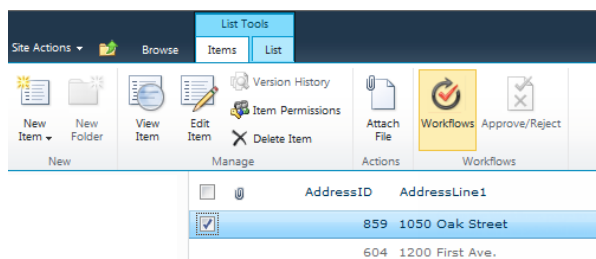 List Tools
Site Actions Browse Items List
Version History
Item Permissions
Delete Item
New Item
New Folder
View Item
Edit Item
Attach File
Workflows
Approve/Reject
New Manage Actions Workflows
AddressID AddressLine1
859 1050 Oak Street
604 1200 First Ave.